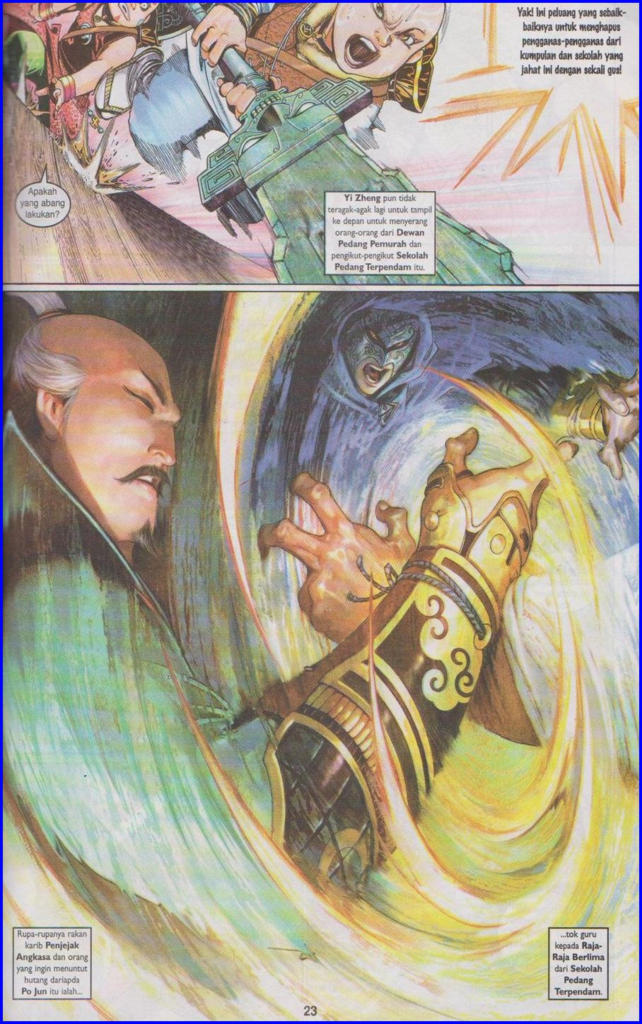 Yak! Ini peluang yang sebaik-
baiknya untuk menghapus
pengganas-pengganas dari
kumpulan dan sekolah yang
jahat ini dengan sekali gus!
Apakah
yang abang
lakukan?
Yi Zheng pun tidak
teragak-agak lagi untuk tampil
ke depan untuk menyerang
orang-orang dari Dewan
Pedang Pemurah dan
pengikut-pengikut Sekolah
Pedang Terpendam itu.
Rupa-rupanya rakan
karib Penjejak
Angkasa dan orang
yang ingin menuntut
hutang dariapda
Po Jun itu ialah...
...tok guru
kepada Raja-
Raja Berlima
dari Sekolah
Pedang
Terpendam.
23